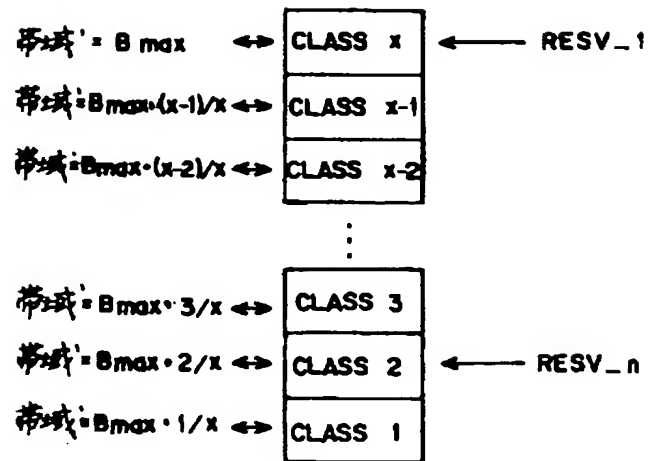 帯域'= B max ↔ CLASS x ← RESV_1
帯域'=Bmax·(x-1)/x ↔ CLASS x-1
帯域'=Bmax·(x-2)/x ↔ CLASS x-2
⋮
帯域'=Bmax·3/x ↔ CLASS 3
帯域'=Bmax·2/x ↔ CLASS 2 ← RESV_n
帯域'=Bmax·1/x ↔ CLASS 1